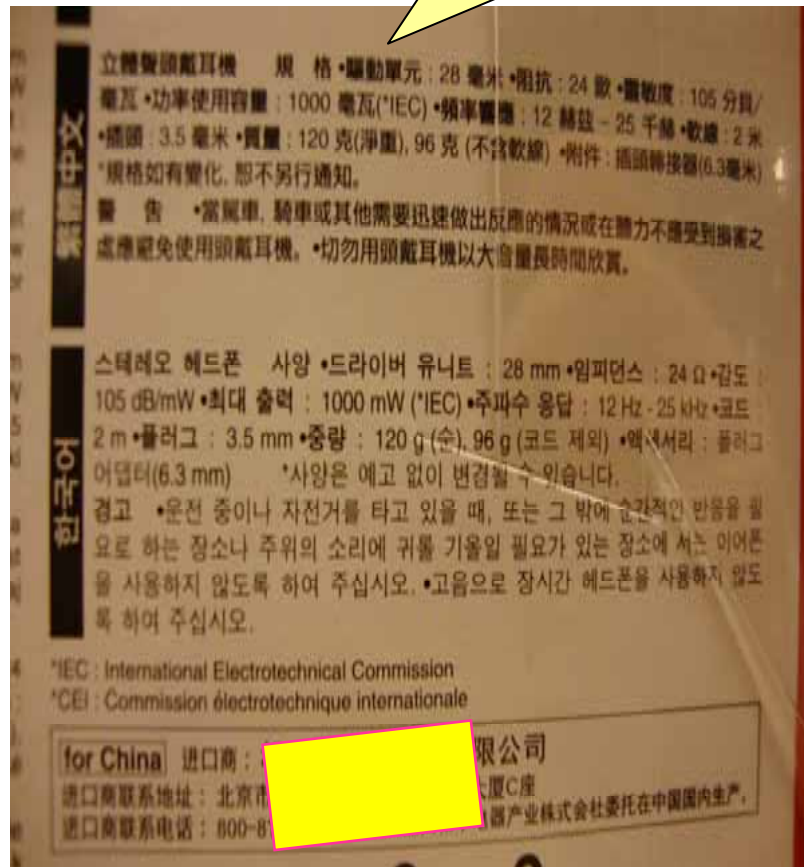 繁體中文
立體聲頭戴耳機 規 格 •驅動單元 : 28 毫米 •阻抗 : 24 歐 •靈敏度 : 105 分貝/
毫瓦 •功率使用容量 : 1000 毫瓦(*IEC) •頻率響應 : 12 赫茲 – 25 千赫 •軟線 : 2 米
•插頭 : 3.5 毫米 •質量 : 120 克(淨重), 96 克 (不含軟線) •附件 : 插頭轉接器(6.3毫米)
*規格如有變化, 恕不另行通知。
警 告 •當駕車, 騎車或其他需要迅速做出反應的情況或在聽力不應受到損害之
處應避免使用頭戴耳機。•切勿用頭戴耳機以大音量長時間欣賞。
한국어
스테레오 헤드폰 사양 •드라이버 유니트 : 28 mm •임피던스 : 24 Ω •감도 :
105 dB/mW •최대 출력 : 1000 mW (*IEC) •주파수 응답 : 12 Hz - 25 kHz •코드 :
2 m •플러그 : 3.5 mm •중량 : 120 g (순), 96 g (코드 제외) •액세서리 : 플러그
어댑터(6.3 mm) *사양은 예고 없이 변경될 수 있습니다.
경고 •운전 중이나 자전거를 타고 있을 때, 또는 그 밖에 순간적인 반응을 필
요로 하는 장소나 주위의 소리에 귀를 기울일 필요가 있는 장소에 서는 이어폰
을 사용하지 않도록 하여 주십시오. •고음으로 장시간 헤드폰을 사용하지 않도
록 하여 주십시오.
*IEC : International Electrotechnical Commission
*CEI : Commission électrotechnique internationale
for China 进口商 : 限公司
进口商联系地址 : 北京市 大厦C座
进口商联系电话 : 800-8 器产业株式会社委托在中国国内生产,